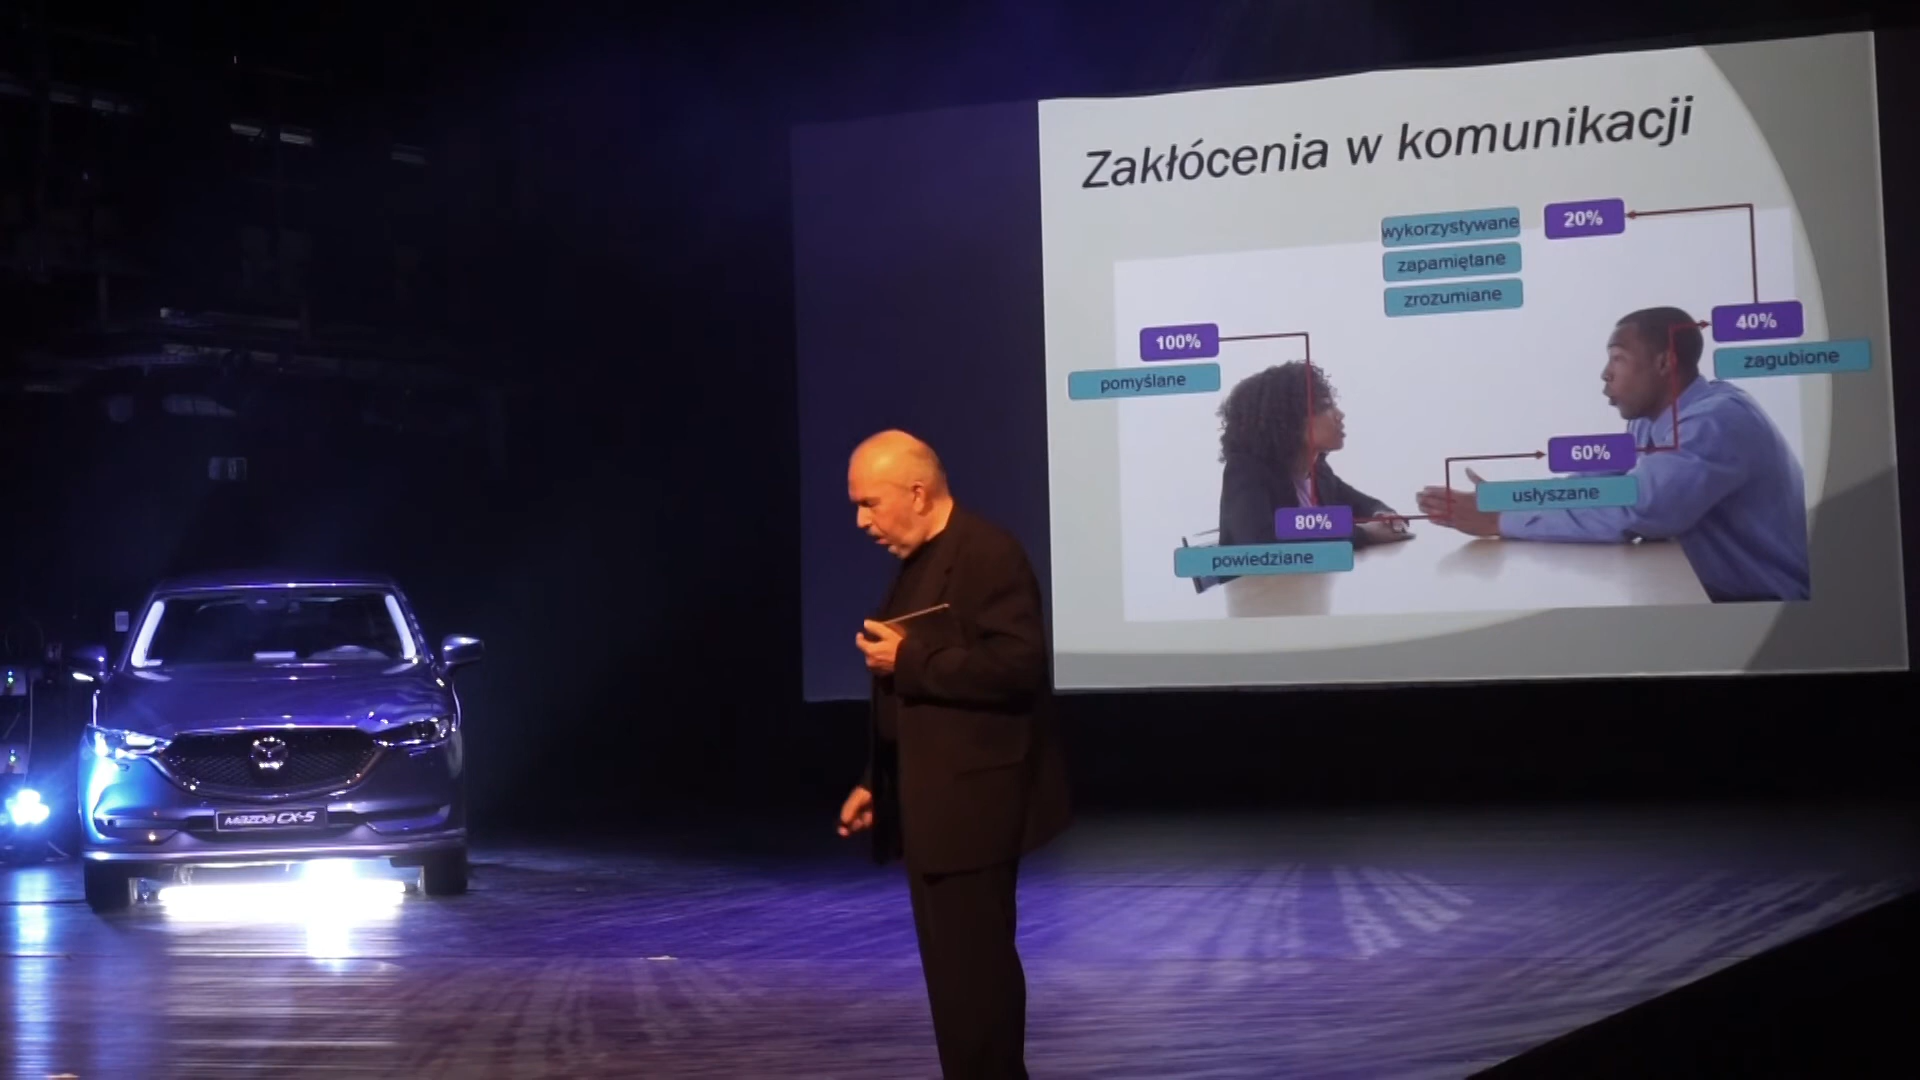 Zakłócenia w komunikacji
wykorzystywane
20%
zapamiętane
zrozumiane
100%
pomyślane
40%
zagubione
60%
usłyszane
80%
powiedziane
MAZDA CX-5